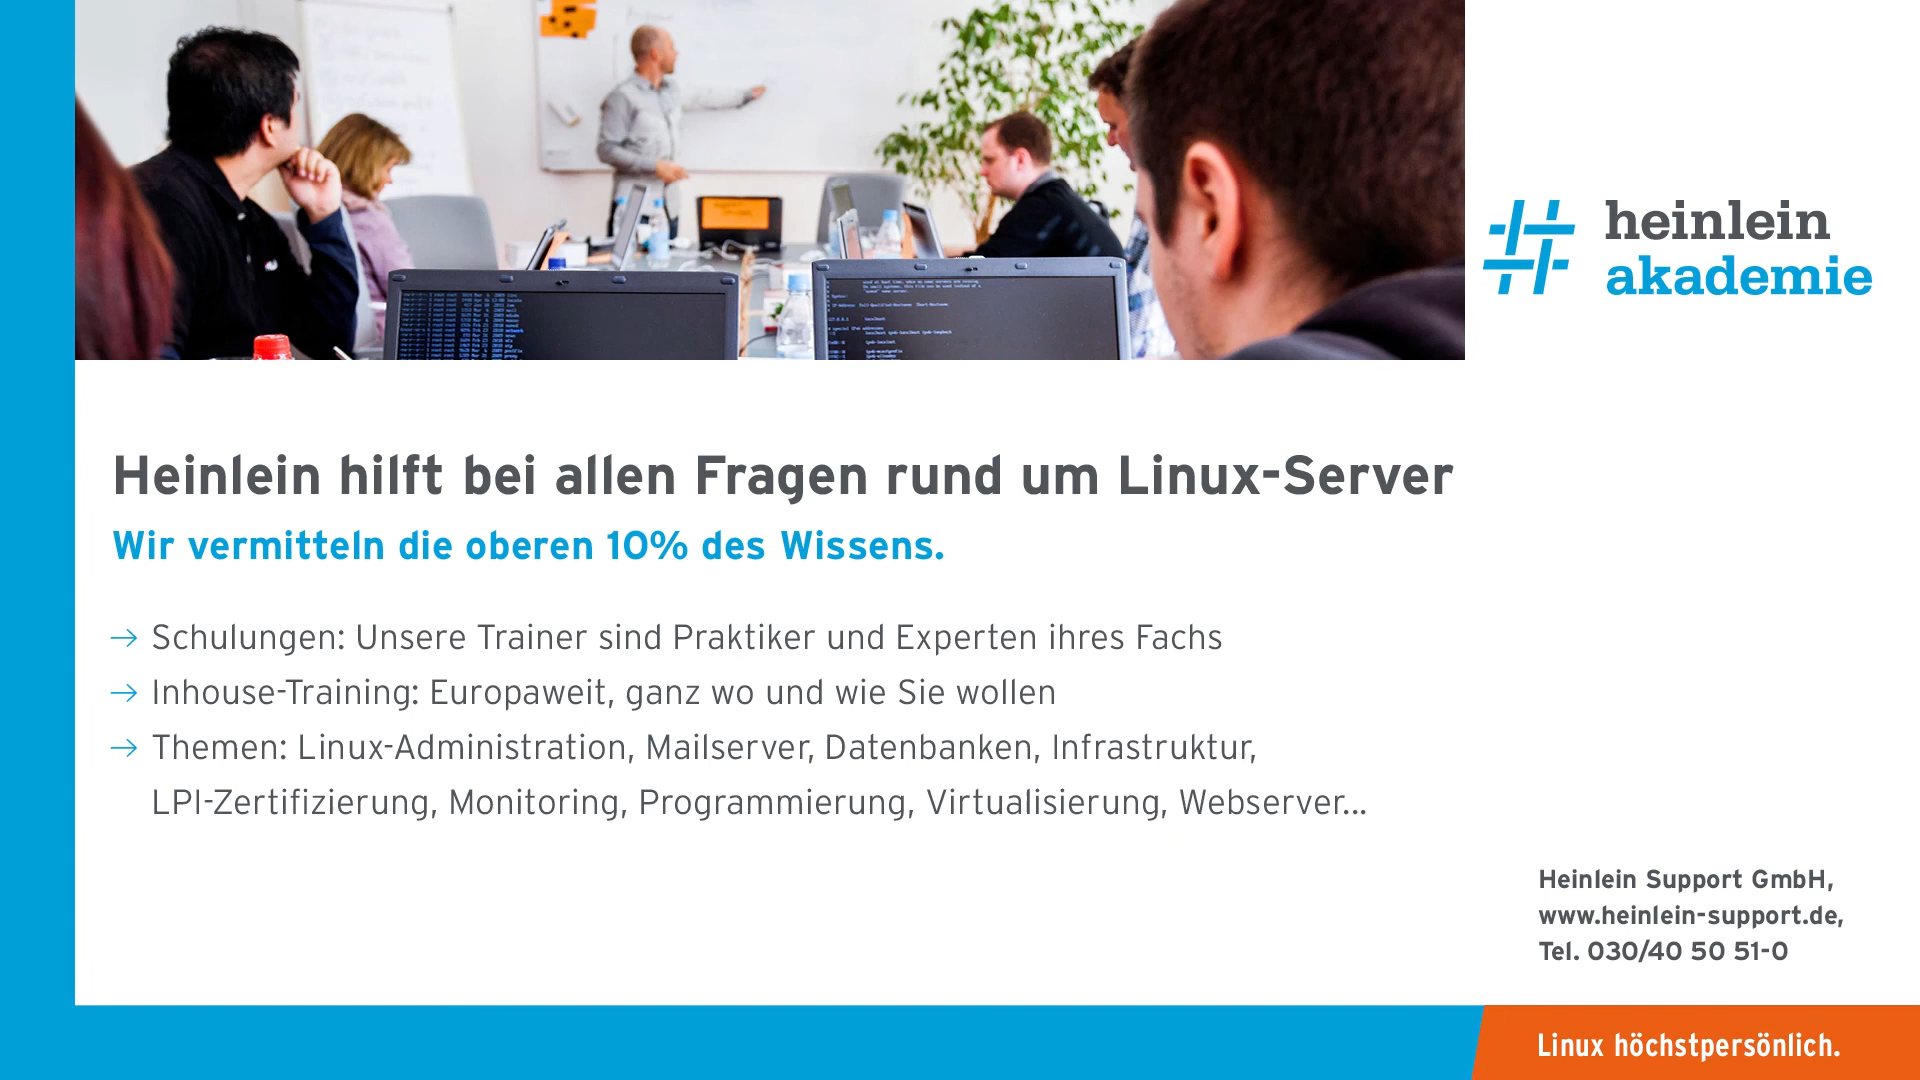 heinlein
akademie
Heinlein hilft bei allen Fragen rund um Linux-Server
Wir vermitteln die oberen 10% des Wissens.
→ Schulungen: Unsere Trainer sind Praktiker und Experten ihres Fachs
→ Inhouse-Training: Europaweit, ganz wo und wie Sie wollen
→ Themen: Linux-Administration, Mailserver, Datenbanken, Infrastruktur,
LPI-Zertifizierung, Monitoring, Programmierung, Virtualisierung, Webserver...
Heinlein Support GmbH,
www.heinlein-support.de,
Tel. 030/40 50 51-0
Linux höchstpersönlich.